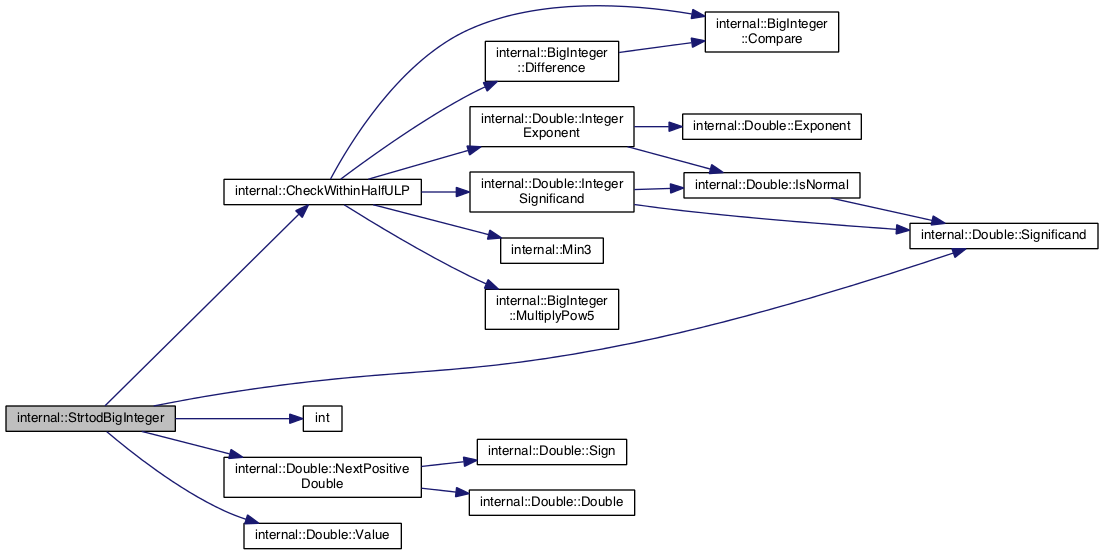 internal::BigInteger
::Compare
internal::BigInteger
::Difference
internal::Double::Integer
Exponent
internal::Double::Exponent
internal::CheckWithinHalfULP
internal::Double::Integer
Significand
internal::Double::IsNormal
internal::Double::Significand
internal::Min3
internal::BigInteger
::MultiplyPow5
internal::StrtodBigInteger
int
internal::Double::NextPositive
Double
internal::Double::Sign
internal::Double::Double
internal::Double::Value